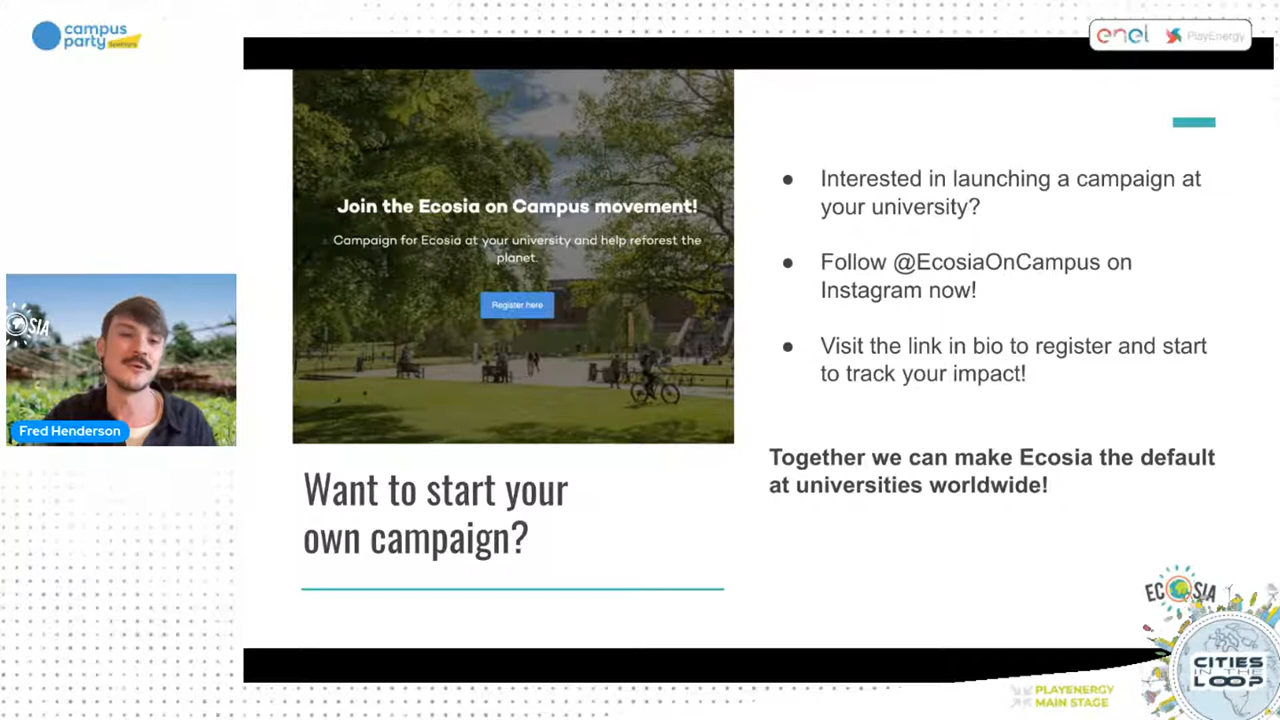 campus
party
enel PlayEnergy
Join the Ecosia on Campus movement!
Campaign for Ecosia at your university and help reforest the
planet.
Register here
SIA
Fred Henderson
Want to start your
own campaign?
● Interested in launching a campaign at
your university?
● Follow @EcosiaOnCampus on
Instagram now!
● Visit the link in bio to register and start
to track your impact!
Together we can make Ecosia the default
at universities worldwide!
ECOSIA
CITIES
IN THE
LOOP
PLAYENERGY
MAIN STAGE